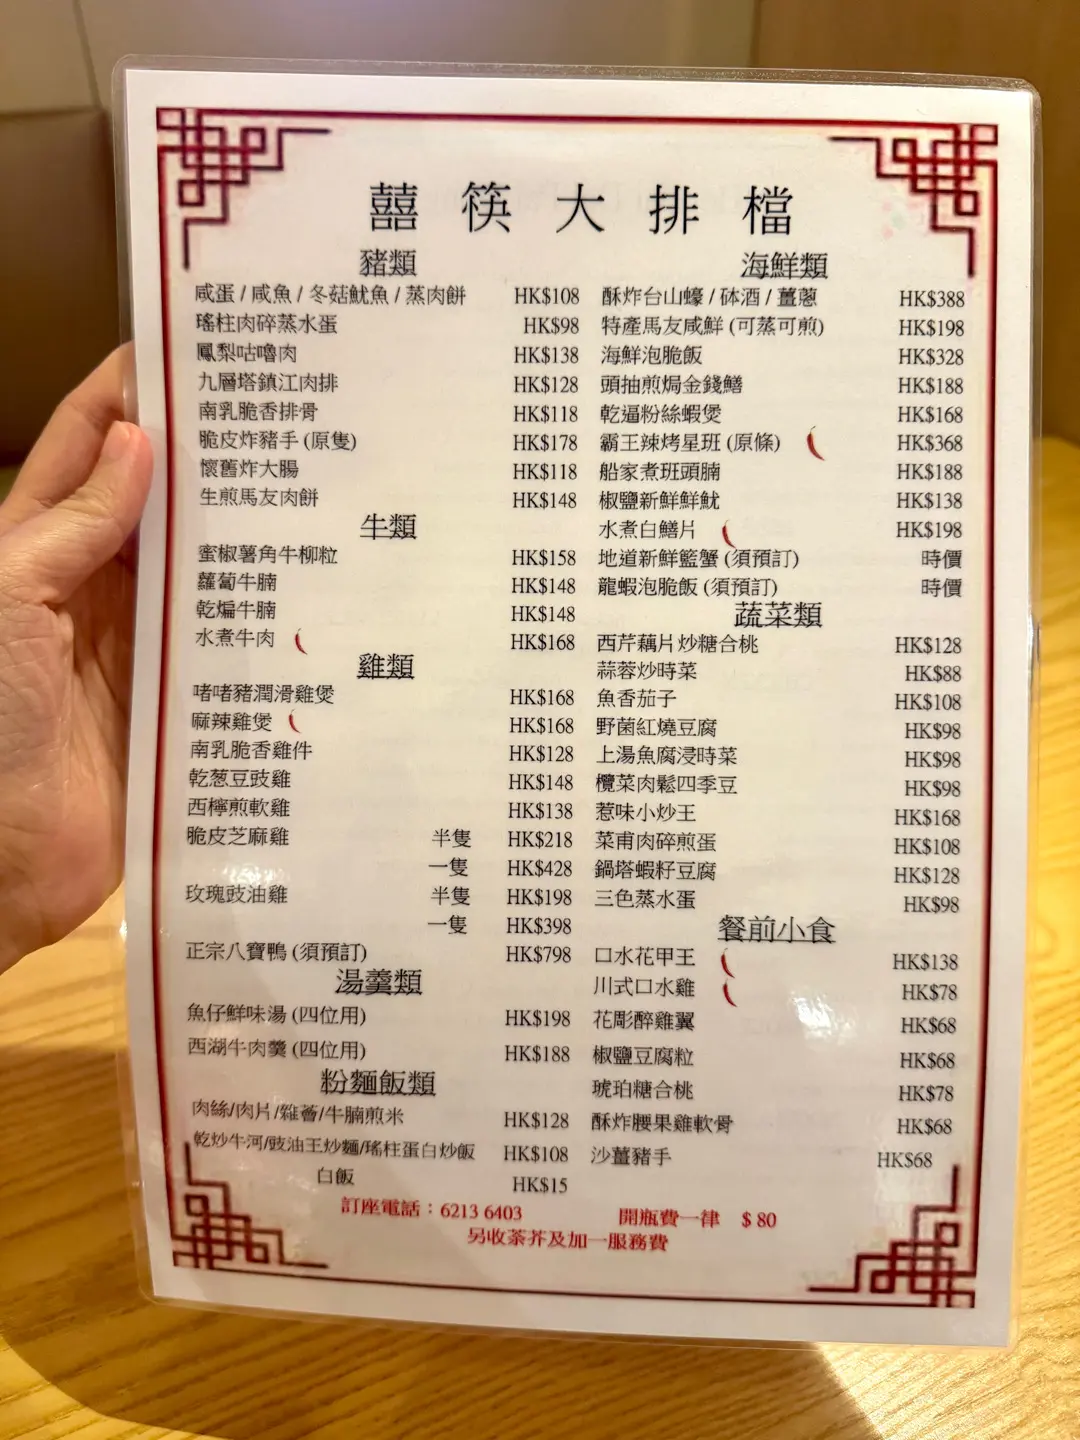 囍筷大排檔
豬類
咸蛋 / 咸魚 / 冬菇魷魚 / 蒸肉餅 HK$108
瑤柱肉碎蒸水蛋 HK$98
鳳梨咕嚕肉 HK$138
九層塔鎮江肉排 HK$128
南乳脆香排骨 HK$118
脆皮炸豬手 (原隻) HK$178
懷舊炸大腸 HK$118
生煎馬友肉餅 HK$148
牛類
蜜椒薯角牛柳粒 HK$158
蘿蔔牛腩 HK$148
乾煸牛腩 HK$148
水煮牛肉 HK$168
雞類
啫啫豬潤滑雞煲 HK$168
麻辣雞煲 HK$168
南乳脆香雞件 HK$128
乾葱豆豉雞 HK$148
西檸煎軟雞 HK$138
脆皮芝麻雞 半隻 HK$218
一隻 HK$428
玫瑰豉油雞 半隻 HK$198
一隻 HK$398
正宗八寶鴨 (須預訂) HK$798
湯羹類
魚仔鮮味湯 (四位用) HK$198
西湖牛肉羹 (四位用) HK$188
粉麵飯類
肉絲/肉片/雜薈/牛腩煎米 HK$128
乾炒牛河/豉油王炒麵/瑤柱蛋白炒飯 HK$108
白飯 HK$15
海鮮類
酥炸台山蠔 / 砵酒 / 薑蔥 HK$388
特產馬友咸鮮 (可蒸可煎) HK$198
海鮮泡脆飯 HK$328
頭抽煎焗金錢鱔 HK$188
乾逼粉絲蝦煲 HK$168
霸王辣烤星班 (原條) HK$368
船家煮班頭腩 HK$188
椒鹽新鮮鮮魷 HK$138
水煮白鱔片 HK$198
地道新鮮籃蟹 (須預訂) 時價
龍蝦泡脆飯 (須預訂) 時價
蔬菜類
西芹藕片炒糖合桃 HK$128
蒜蓉炒時菜 HK$88
魚香茄子 HK$108
野菌紅燒豆腐 HK$98
上湯魚腐浸時菜 HK$98
欖菜肉鬆四季豆 HK$98
惹味小炒王 HK$168
菜甫肉碎煎蛋 HK$108
鍋塔蝦籽豆腐 HK$128
三色蒸水蛋 HK$98
餐前小食
口水花甲王 HK$138
川式口水雞 HK$78
花彫醉雞翼 HK$68
椒鹽豆腐粒 HK$68
琥珀糖合桃 HK$78
酥炸腰果雞軟骨 HK$68
沙薑豬手 HK$68
訂座電話：6213 6403 開瓶費一律 $ 80
另收茶芥及加一服務費